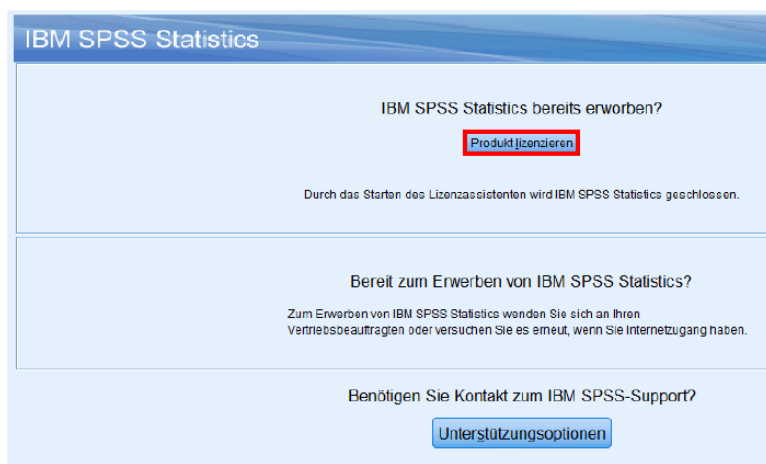 IBM SPSS Statistics
IBM SPSS Statistics bereits erworben?
Produkt lizenzieren
Durch das Starten des Lizenzassistenten wird IBM SPSS Statistics geschlossen.
Bereit zum Erwerben von IBM SPSS Statistics?
Zum Erwerben von IBM SPSS Statistics wenden Sie sich an Ihren
Vertriebsbeauftragten oder versuchen Sie es erneut, wenn Sie Internetzugang haben.
Benötigen Sie Kontakt zum IBM SPSS-Support?
Unterstützungsoptionen